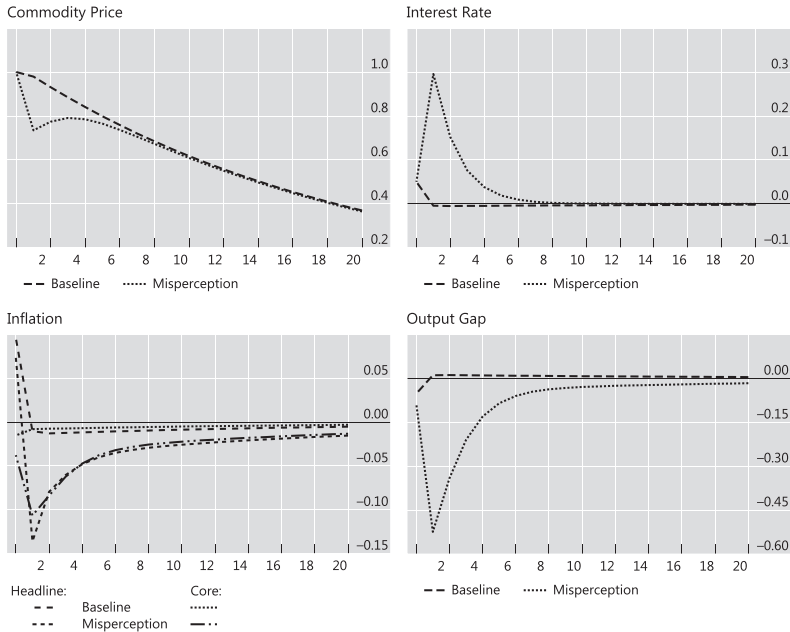 Commodity Price
1.0
0.8
0.6
0.4
0.2
2 4 6 8 10 12 14 16 18 20
Baseline Misperception
Interest Rate
0.3
0.2
0.1
0.0
–0.1
2 4 6 8 10 12 14 16 18 20
Baseline Misperception
Inflation
0.05
0.00
–0.05
–0.10
–0.15
2 4 6 8 10 12 14 16 18 20
Headline: Core:
Baseline
Misperception
Output Gap
0.00
–0.15
–0.30
–0.45
–0.60
2 4 6 8 10 12 14 16 18 20
Baseline Misperception